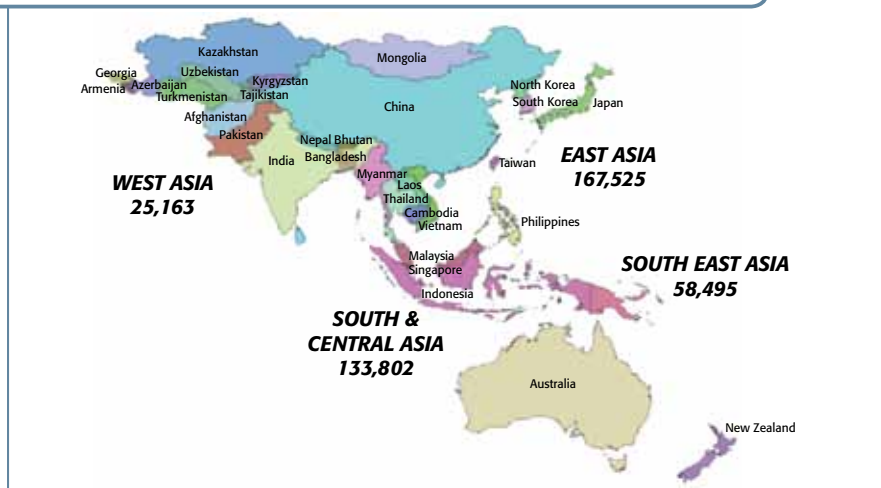 Kazakhstan
Mongolia
Georgia
Uzbekistan
Armenia
Azerbaijan
Kyrgyzstan
Turkmenistan
Tajikistan
North Korea
South Korea
Japan
China
Afghanistan
Pakistan
Nepal Bhutan
India
Bangladesh
Taiwan
EAST ASIA
167,525
Myanmar
WEST ASIA
25,163
Laos
Thailand
Cambodia
Vietnam
Philippines
Malaysia
Singapore
Indonesia
SOUTH EAST ASIA
58,495
SOUTH &
CENTRAL ASIA
133,802
Australia
New Zealand